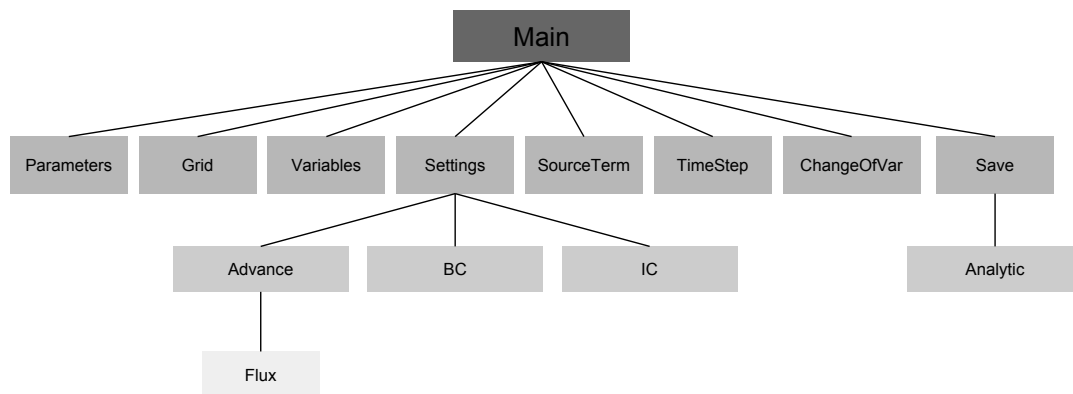 Main
Parameters
Grid
Variables
Settings
SourceTerm
TimeStep
ChangeOfVar
Save
Advance
BC
IC
Analytic
Flux